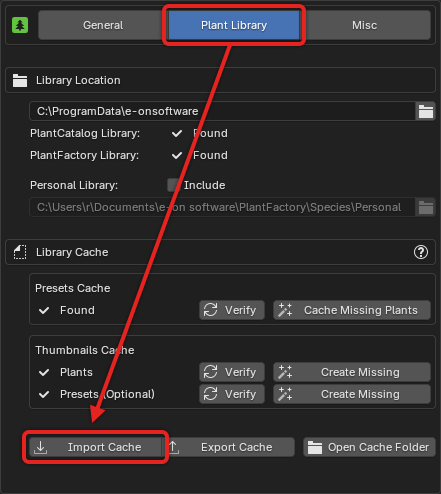 General Plant Library Misc
Library Location
C:\ProgramData\e-onsoftware
PlantCatalog Library: Found
PlantFactory Library: Found
Personal Library: Include
C:\Users\r\Documents\e-on software\PlantFactory\Species\Personal
Library Cache ?
Presets Cache
Found Verify Cache Missing Plants
Thumbnails Cache
Plants Verify Create Missing
Presets (Optional) Verify Create Missing
Import Cache Export Cache Open Cache Folder